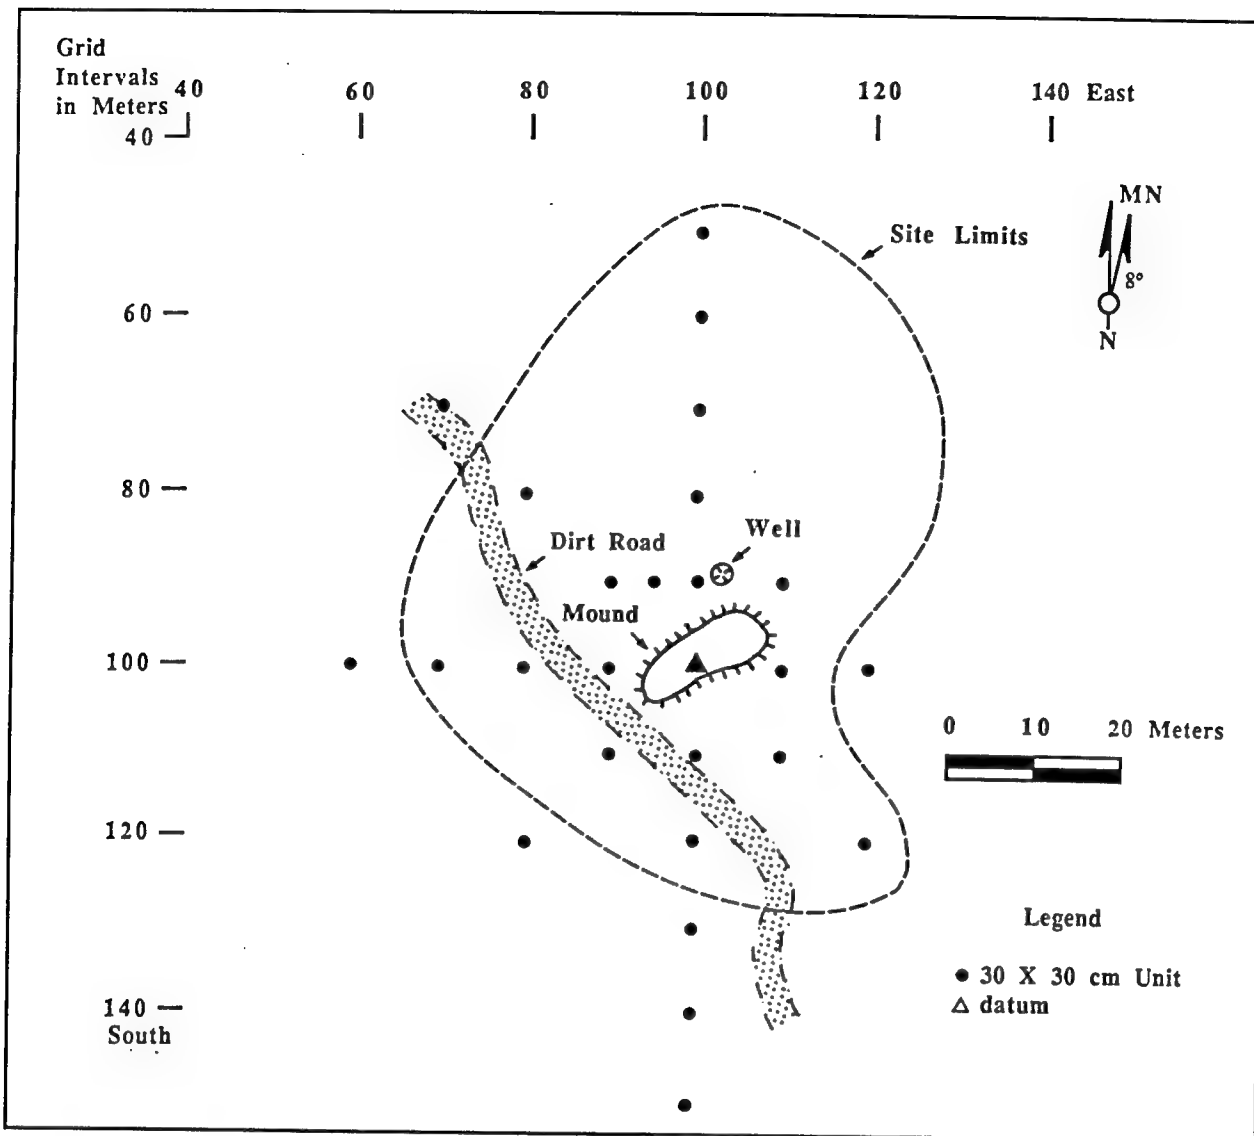 Grid
Intervals
in Meters
40 60 80 100 120 140 East
40
MN
Site Limits
8°
60
N
80
Well
Dirt Road
Mound
100
0 10 20 Meters
120
Legend
30 X 30 cm Unit
140
South
datum